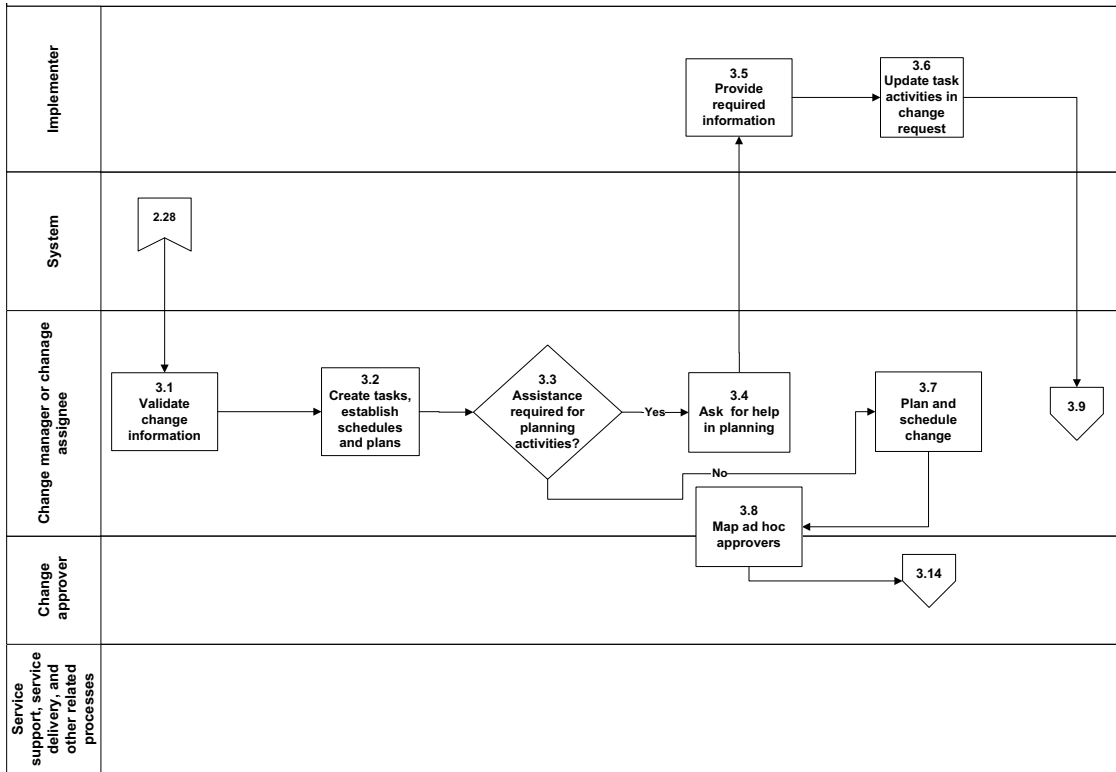 Implementer
3.5
Provide
required
information
3.6
Update task
activities in
change
request
System
2.28
Change manager or chanage
assignee
3.1
Validate
change
information
3.2
Create tasks,
establish
schedules
and plans
3.3
Assistance
required for
planning
activities?
Yes
3.4
Ask for help
in planning
No
3.7
Plan and
schedule
change
3.9
3.8
Map ad hoc
approvers
Change
approver
3.14
Service
support, service
delivery, and
other related
processes